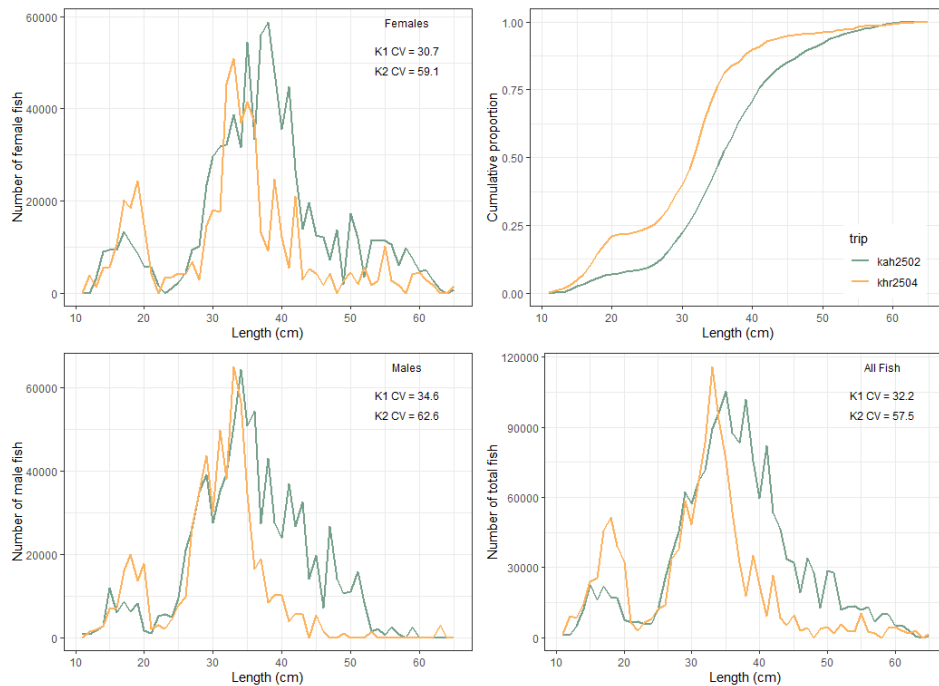 Females
K1 CV = 30.7
K2 CV = 59.1
Number of female fish
60000
40000
20000
0
10
20
30
40
50
60
Length (cm)
Cumulative proportion
1.00
0.75
0.50
0.25
0.00
trip
kah2502
khr2504
10
20
30
40
50
60
Length (cm)
Males
K1 CV = 34.6
K2 CV = 62.6
Number of male fish
60000
40000
20000
0
10
20
30
40
50
60
Length (cm)
All Fish
K1 CV = 32.2
K2 CV = 57.5
Number of total fish
120000
90000
60000
30000
0
10
20
30
40
50
60
Length (cm)